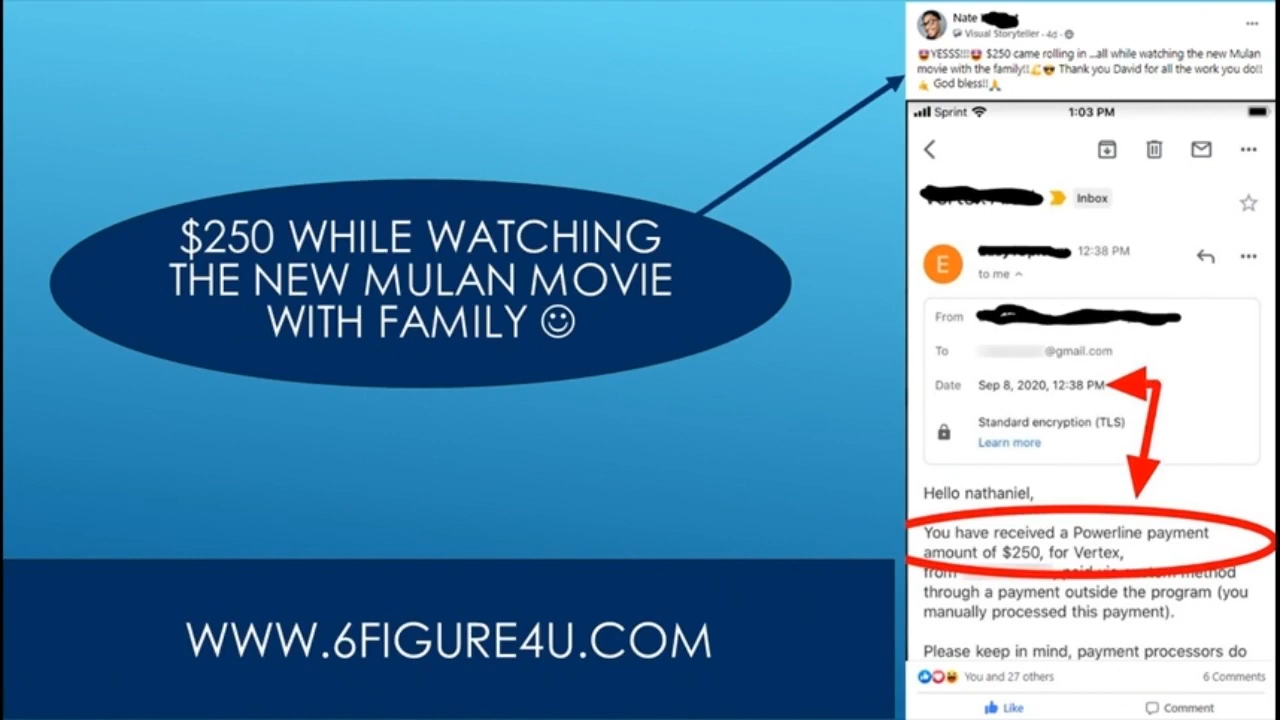 $250 WHILE WATCHING
THE NEW MULAN MOVIE
WITH FAMILY ☺
WWW.6FIGURE4U.COM
Nate
Visual Storyteller · 4d ·
🤩YESSS!!!🤩 $250 came rolling in ...all while watching the new Mulan
movie with the family!!💪😎 Thank you David for all the work you do!!
🤙 God bless!!🙏
Sprint 1:03 PM
Inbox
E 12:38 PM
to me
From
To @gmail.com
Date Sep 8, 2020, 12:38 PM
Standard encryption (TLS)
Learn more
Hello nathaniel,
You have received a Powerline payment
amount of $250, for Vertex,
from paid via custom method
through a payment outside the program (you
manually processed this payment).
Please keep in mind, payment processors do
You and 27 others 6 Comments
Like Comment